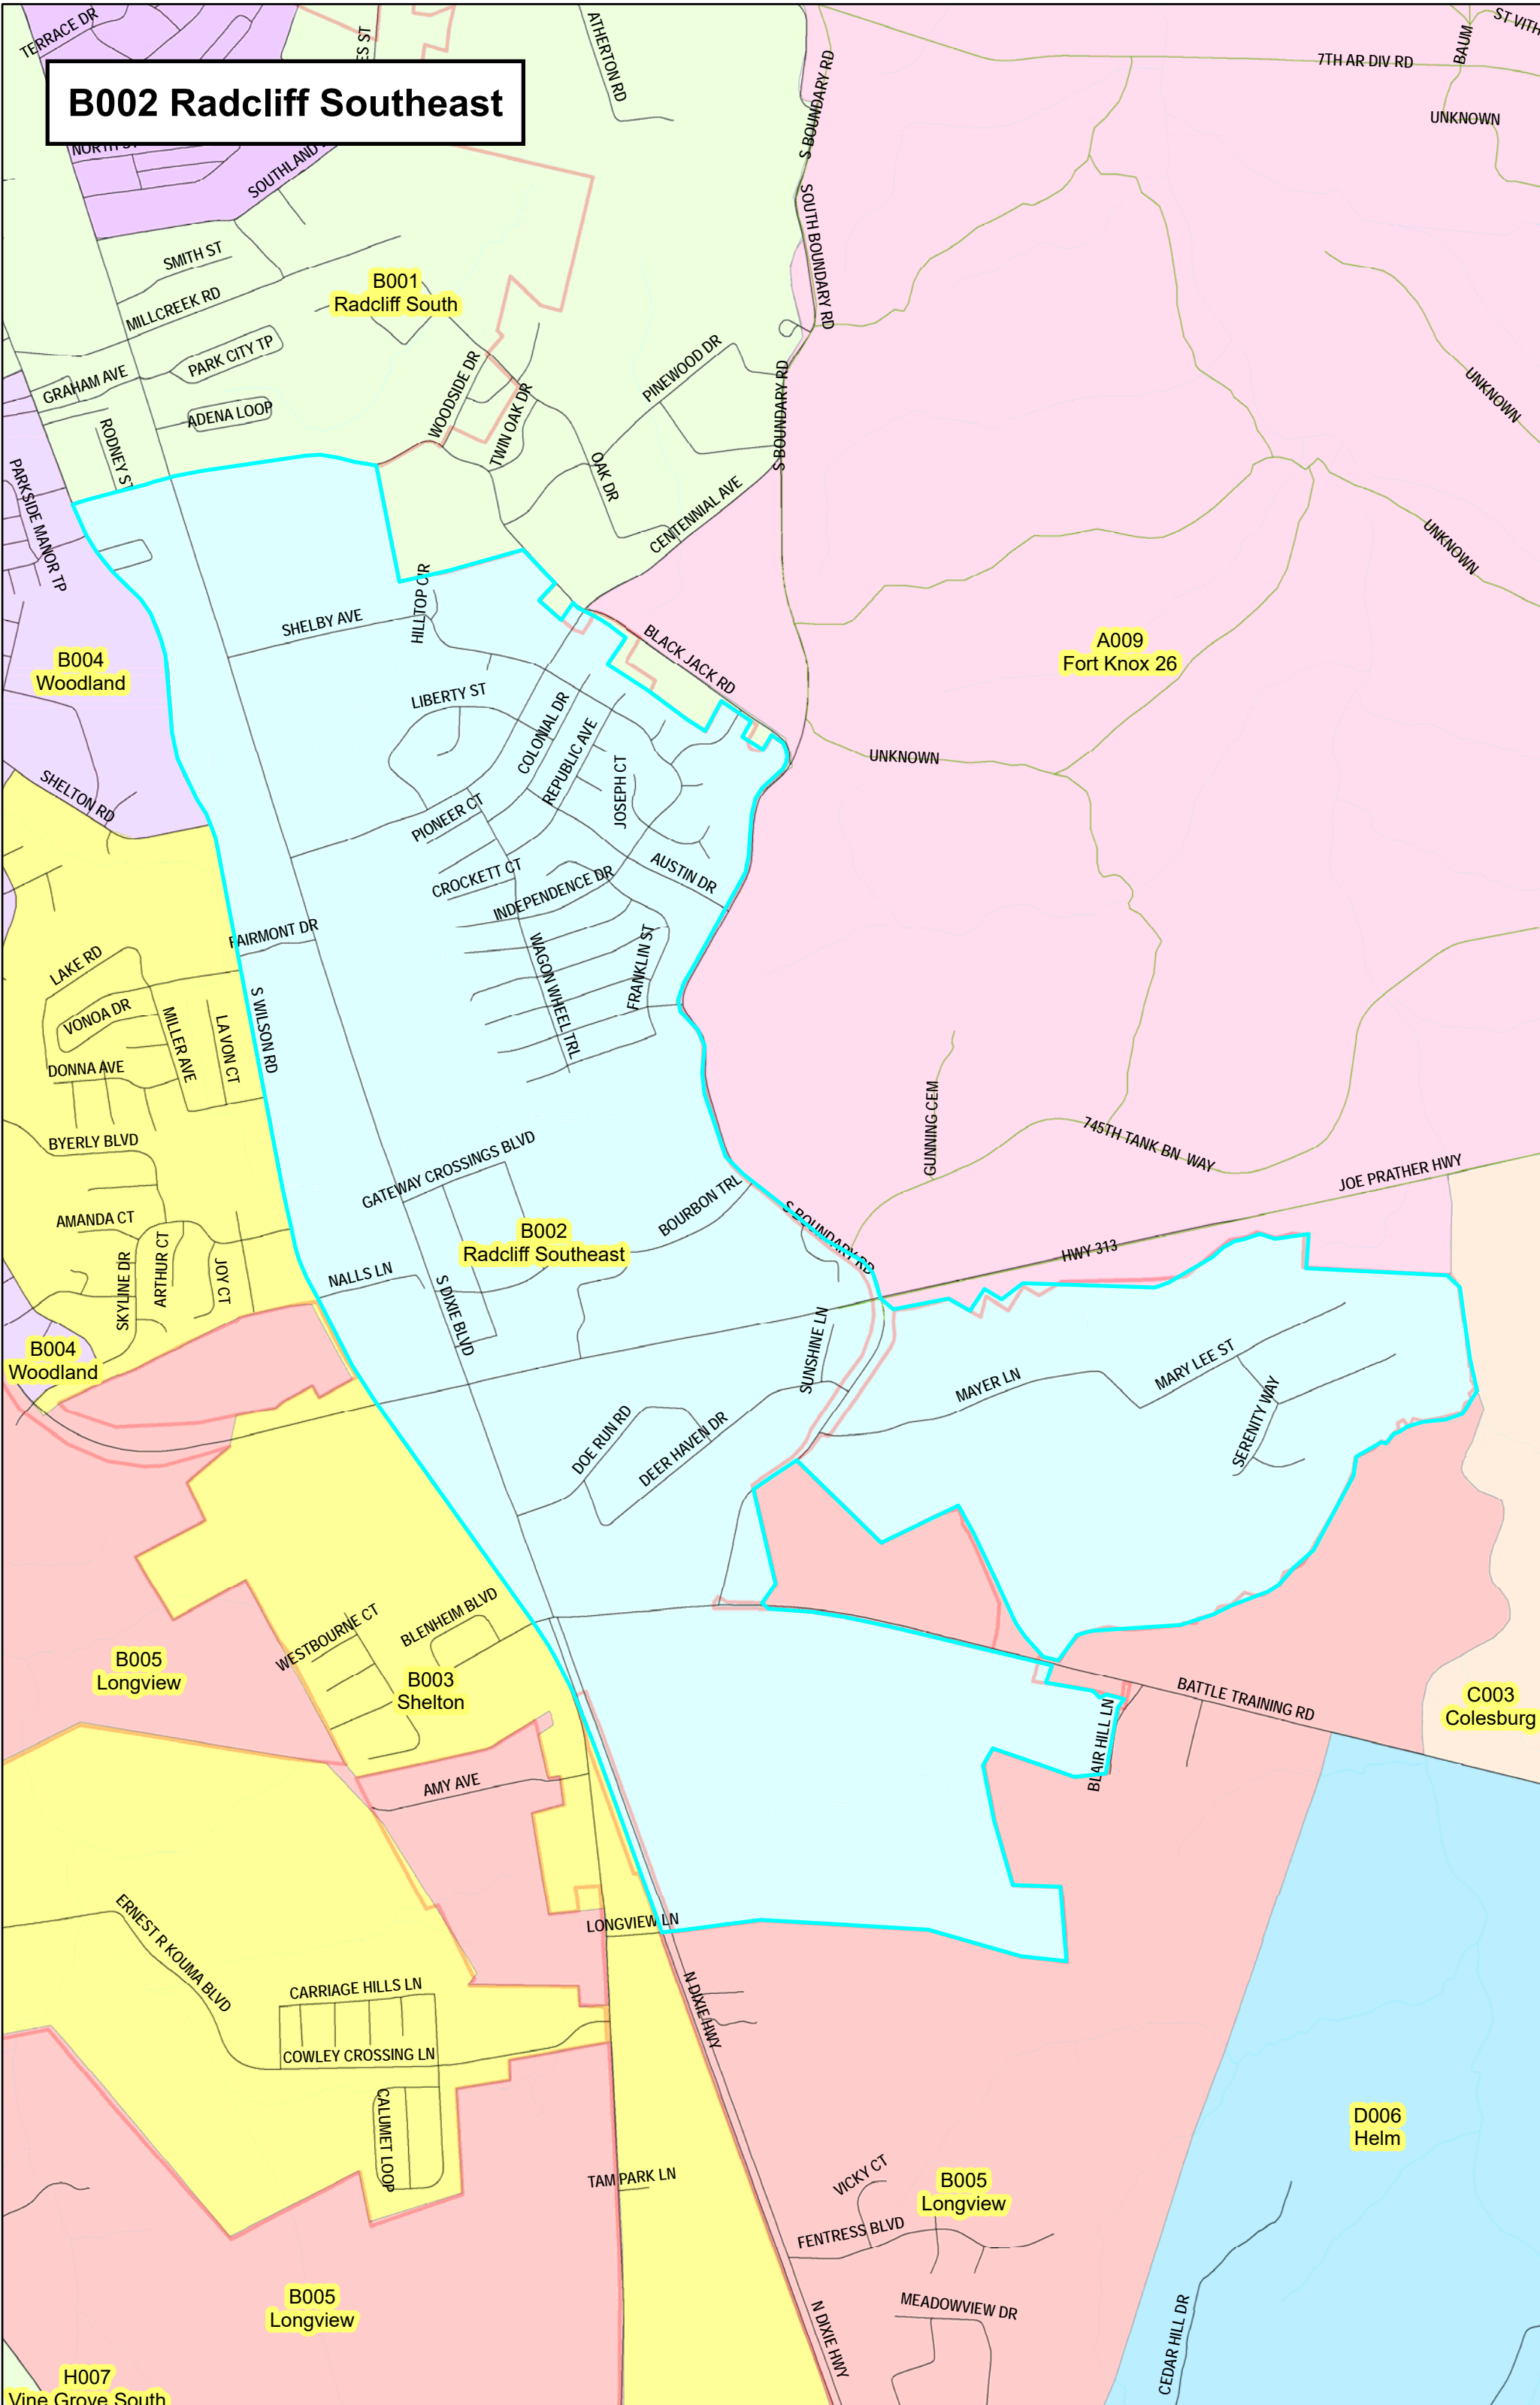 TERRACE DR
ES ST
ATHERTON RD
S BOUNDARY RD
7TH AR DIV RD
BAUM
ST VITH
UNKNOWN
B002 Radcliff Southeast
NORTH ST
SOUTHLAND
SOUTH BOUNDARY RD
SMITH ST
B001
Radcliff South
MILLCREEK RD
PARK CITY TP
GRAHAM AVE
ADENA LOOP
WOODSIDE DR
TWIN OAK DR
PINEWOOD DR
S BOUNDARY RD
UNKNOWN
RODNEY ST
OAK DR
CENTENNIAL AVE
PARKSIDE MANOR TP
UNKNOWN
HILLTOP CIR
SHELBY AVE
BLACK JACK RD
A009
Fort Knox 26
B004
Woodland
LIBERTY ST
COLONIAL DR
REPUBLIC AVE
JOSEPH CT
UNKNOWN
SHELTON RD
PIONEER CT
CROCKETT CT
INDEPENDENCE DR
AUSTIN DR
FAIRMONT DR
LAKE RD
VONOA DR
MILLER AVE
LA VON CT
S WILSON RD
WAGON WHEEL TRL
FRANKLIN ST
DONNA AVE
GUNNING CEM
745TH TANK BN WAY
BYERLY BLVD
GATEWAY CROSSINGS BLVD
JOE PRATHER HWY
AMANDA CT
SKYLINE DR
ARTHUR CT
JOY CT
B002
Radcliff Southeast
BOURBON TRL
S BOUNDARY RD
HWY 313
NALLS LN
S DIXIE BLVD
B004
Woodland
SUNSHINE LN
MAYER LN
MARY LEE ST
SERENITY WAY
DOE RUN RD
DEER HAVEN DR
WESTBOURNE CT
BLENHEIM BLVD
B005
Longview
B003
Shelton
BATTLE TRAINING RD
C003
Colesburg
BLAIR HILL LN
AMY AVE
ERNEST R KOUMA BLVD
LONGVIEW LN
N DIXIE HWY
CARRIAGE HILLS LN
COWLEY CROSSING LN
CALUMET LOOP
D006
Helm
TAM PARK LN
VICKY CT
B005
Longview
FENTRESS BLVD
B005
Longview
MEADOWVIEW DR
N DIXIE HWY
CEDAR HILL DR
H007
Vine Grove South